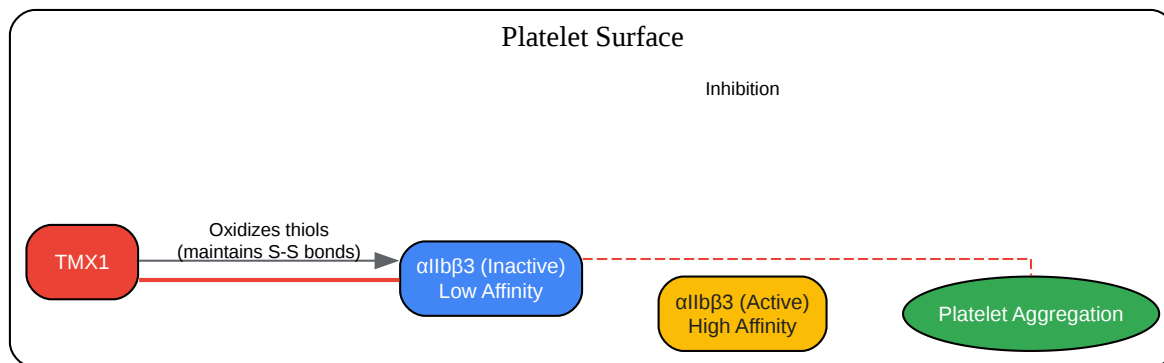 Platelet Surface
Inhibition
Oxidizes thiols
(maintains S-S bonds)
TMX1
αIIbβ3 (Inactive)
Low Affinity
αIIbβ3 (Active)
High Affinity
Platelet Aggregation